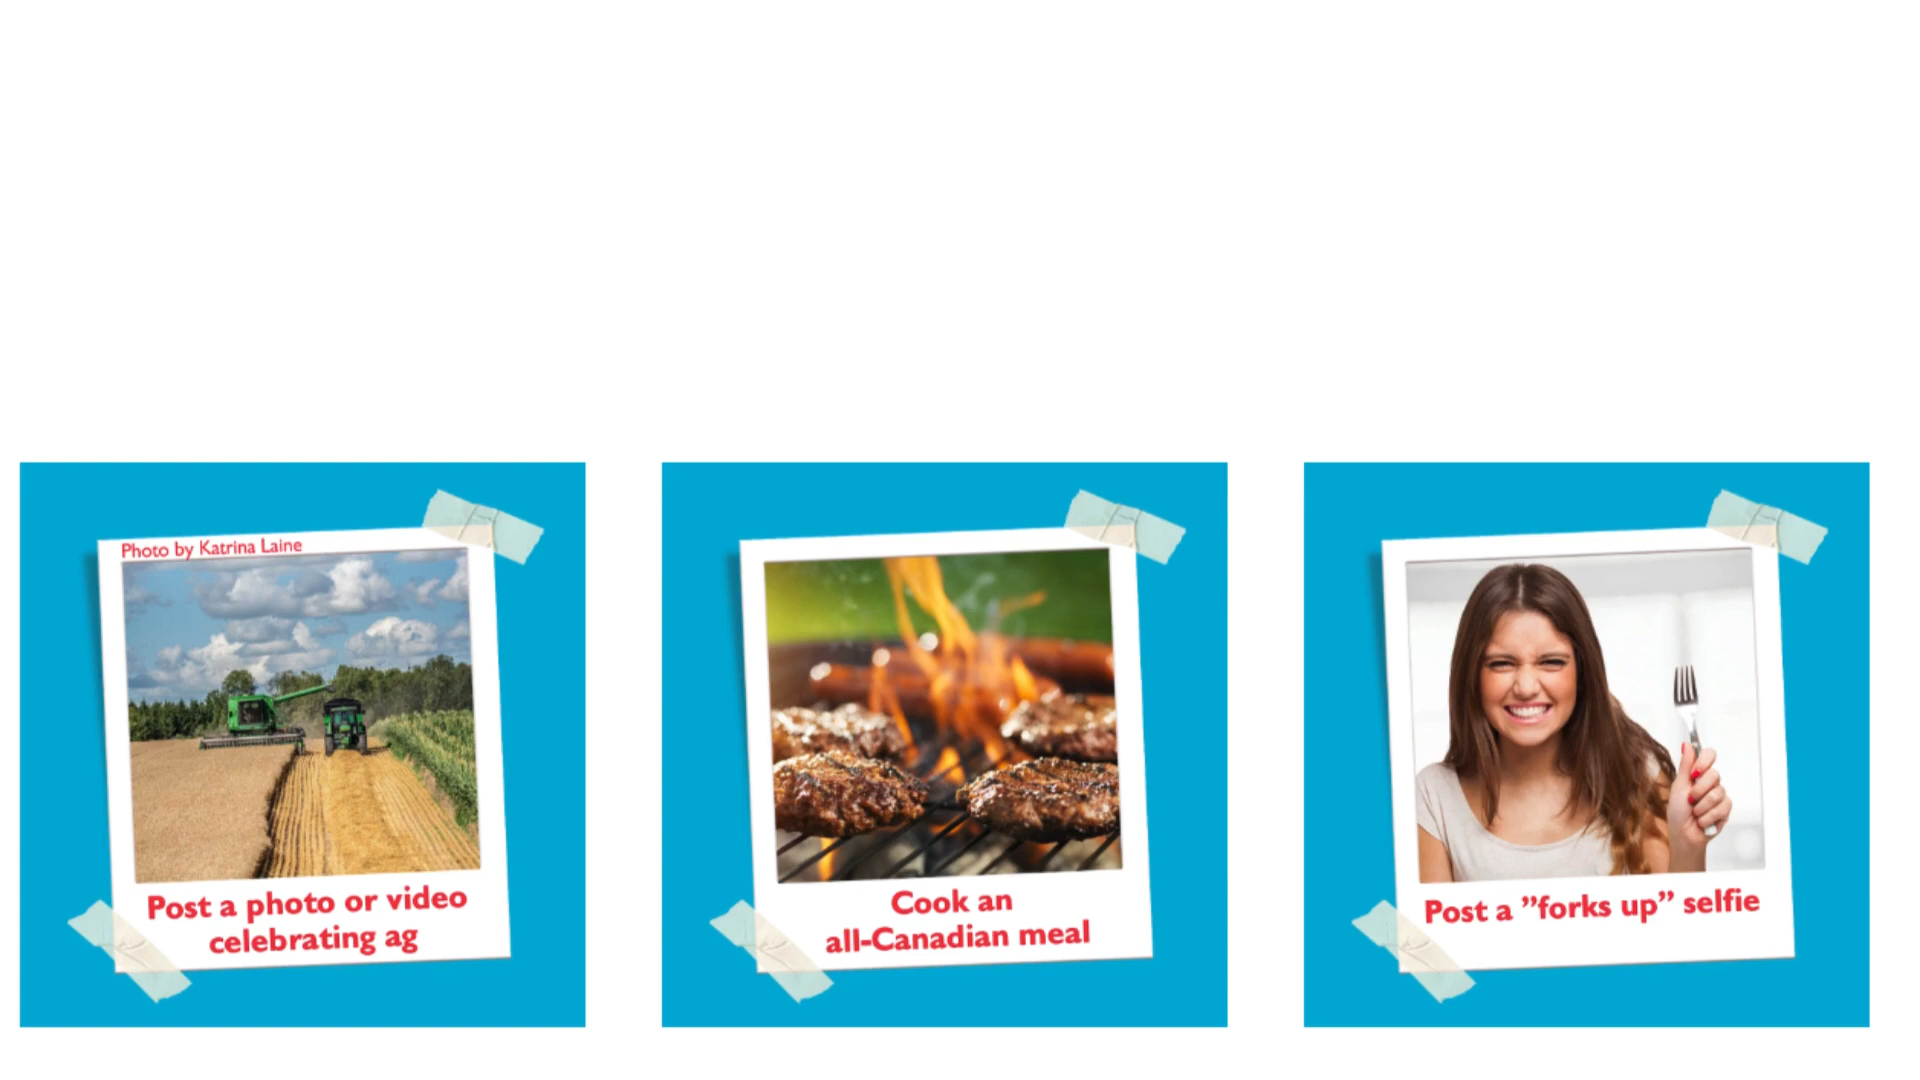 Photo by Katrina Laine
Post a photo or video
celebrating ag
Cook an
all-Canadian meal
Post a ”forks up” selfie